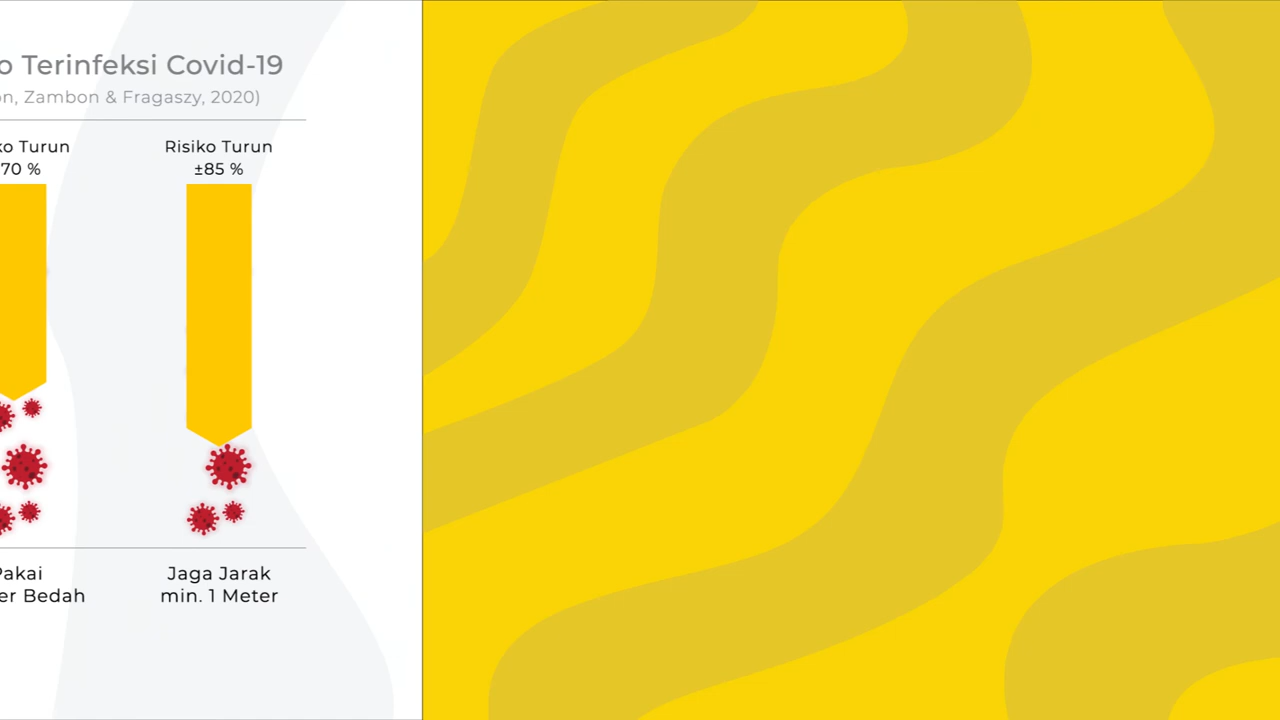 o Terinfeksi Covid-19
on, Zambon & Fragaszy, 2020)
ko Turun
70 %
Risiko Turun
±85 %
Pakai
er Bedah
Jaga Jarak
min. 1 Meter